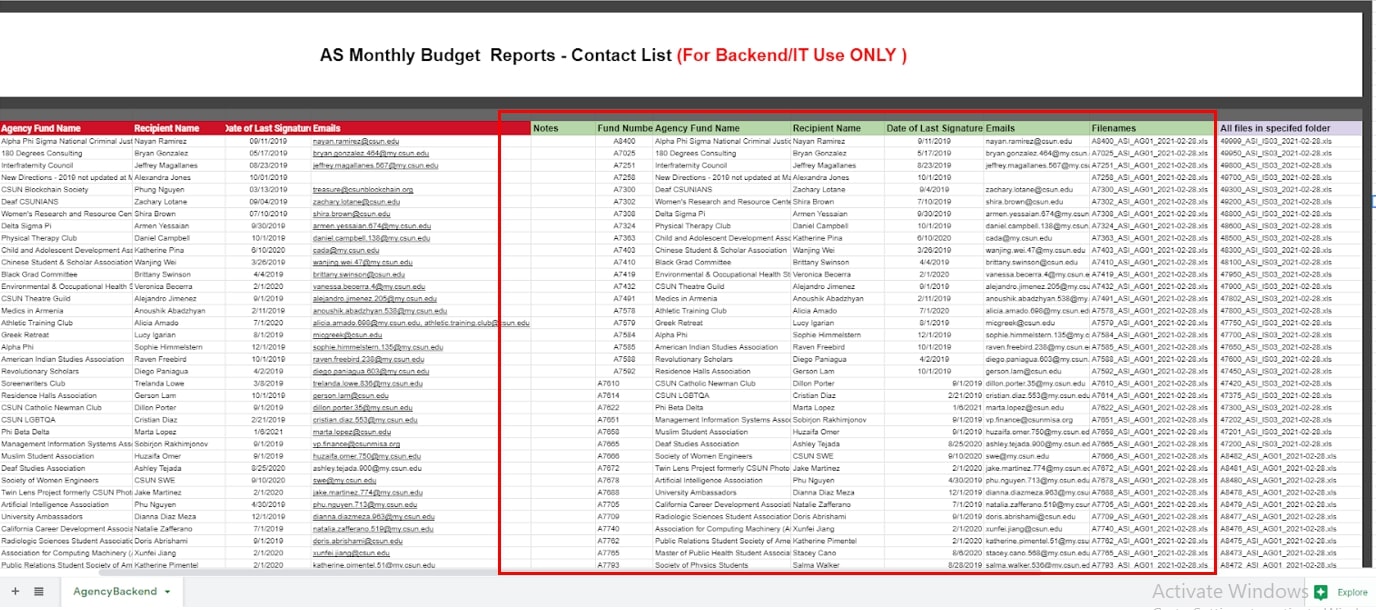 AS Monthly Budget Reports - Contact List (For Backend/IT Use ONLY )
Agency Fund Name Recipient Name Date of Last Signature Emails Notes Fund Numbe Agency Fund Name Recipient Name Date of Last Signature Emails Filenames All files in specifed folder
Alpha Phi Sigma National Criminal Just Nayan Ramirez 09/11/2019 nayan.ramirez@csun.edu A8400 Alpha Phi Sigma National Criminal Justic Nayan Ramirez 9/11/2019 nayan.ramirez@csun.edu A8400_ASI_AG01_2021-02-28.xls 49999_ASI_IS03_2021-02-28.xls
180 Degrees Consulting Bryan Gonzalez 05/17/2019 bryan.gonzalez.464@my.csun.edu A7025 180 Degrees Consulting Bryan Gonzalez 5/17/2019 bryan.gonzalez.464@my.csun. A7025_ASI_AG01_2021-02-28.xls 49950_ASI_IS03_2021-02-28.xls
Interfraternity Council Jeffrey Magallanes 08/23/2019 jeffrey.magallanes.567@my.csun.edu A7251 Interfraternity Council Jeffrey Magallanes 8/23/2019 jeffrey.magallanes.567@my.cs A7251_ASI_AG01_2021-02-28.xls 49800_ASI_IS03_2021-02-28.xls
New Directions - 2019 not updated at M Alexandra Jones 10/01/2019 A7258 New Directions - 2019 not updated at Ma Alexandra Jones 10/1/2019 A7258_ASI_AG01_2021-02-28.xls 49700_ASI_IS03_2021-02-28.xls
CSUN Blockchain Society Phung Nguyen 03/13/2019 treasure@csunblockchain.org A7300 Deaf CSUNIANS Zachary Lotane 9/4/2019 zachary.lotane@csun.edu A7300_ASI_AG01_2021-02-28.xls 49300_ASI_IS03_2021-02-28.xls
Deaf CSUNIANS Zachary Lotane 09/04/2019 zachary.lotane@csun.edu A7302 Women's Research and Resource Cente Shira Brown 7/10/2019 shira.brown@csun.edu A7302_ASI_AG01_2021-02-28.xls 49200_ASI_IS03_2021-02-28.xls
Women's Research and Resource Cen Shira Brown 07/10/2019 shira.brown@csun.edu A7308 Delta Sigma Pi Armen Yessaian 9/30/2019 armen.yessaian.674@my.csun A7308_ASI_AG01_2021-02-28.xls 48800_ASI_IS03_2021-02-28.xls
Delta Sigma Pi Armen Yessaian 9/30/2019 armen.yessaian.674@my.csun.edu A7324 Physical Therapy Club Daniel Campbell 10/1/2019 daniel.campbell.138@my.csun A7324_ASI_AG01_2021-02-28.xls 48600_ASI_IS03_2021-02-28.xls
Physical Therapy Club Daniel Campbell 10/1/2019 daniel.campbell.138@my.csun.edu A7363 Child and Adolescent Development Asso Katherine Pina 6/10/2020 cada@my.csun.edu A7363_ASI_AG01_2021-02-28.xls 48500_ASI_IS03_2021-02-28.xls
Child and Adolescent Development Ass Katherine Pina 6/10/2020 cada@my.csun.edu A7403 Chinese Student & Scholar Association Wanjing Wei 3/26/2019 wanjing.wei.47@my.csun.edu A7403_ASI_AG01_2021-02-28.xls 48300_ASI_IS03_2021-02-28.xls
Chinese Student & Scholar Association Wanjing Wei 3/26/2019 wanjing.wei.47@my.csun.edu A7410 Black Grad Committee Brittany Swinson 4/4/2019 brittany.swinson@csun.edu A7410_ASI_AG01_2021-02-28.xls 48100_ASI_IS03_2021-02-28.xls
Black Grad Committee Brittany Swinson 4/4/2019 brittany.swinson@csun.edu A7419 Environmental & Occupational Health St Veronica Becerra 2/1/2020 vanessa.becerra.4@my.csun.e A7419_ASI_AG01_2021-02-28.xls 47950_ASI_IS03_2021-02-28.xls
Environmental & Occupational Health S Veronica Becerra 2/1/2020 vanessa.becerra.4@my.csun.edu A7432 CSUN Theatre Guild Alejandro Jimenez 9/1/2019 alejandro.jimenez.205@my.csu A7432_ASI_AG01_2021-02-28.xls 47900_ASI_IS03_2021-02-28.xls
CSUN Theatre Guild Alejandro Jimenez 9/1/2019 alejandro.jimenez.205@my.csun.edu A7491 Medics in Armenia Anoushik Abadzhyan 2/11/2019 anoushik.abadzhyan.538@my. A7491_ASI_AG01_2021-02-28.xls 47802_ASI_IS03_2021-02-28.xls
Medics in Armenia Anoushik Abadzhyan 2/11/2019 anoushik.abadzhyan.538@my.csun.edu A7578 Athletic Training Club Alicia Amado 7/1/2020 alicia.amado.698@my.csun.ed A7578_ASI_AG01_2021-02-28.xls 47800_ASI_IS03_2021-02-28.xls
Athletic Training Club Alicia Amado 7/1/2020 alicia.amado.698@my.csun.edu, athletic.training.club@csun.edu A7579 Greek Retreat Lucy Igarian 8/1/2019 micgreek@csun.edu A7579_ASI_AG01_2021-02-28.xls 47750_ASI_IS03_2021-02-28.xls
Greek Retreat Lucy Igarian 8/1/2019 micgreek@csun.edu A7584 Alpha Phi Sophie Himmelstern 12/1/2019 sophie.himmelstern.135@my.c A7584_ASI_AG01_2021-02-28.xls 47700_ASI_IS03_2021-02-28.xls
Alpha Phi Sophie Himmelstern 12/1/2019 sophie.himmelstern.135@my.csun.edu A7585 American Indian Studies Association Raven Freebird 10/1/2019 raven.freebird.238@my.csun.e A7585_ASI_AG01_2021-02-28.xls 47650_ASI_IS03_2021-02-28.xls
American Indian Studies Association Raven Freebird 10/1/2019 raven.freebird.238@my.csun.edu A7588 Revolutionary Scholars Diego Paniagua 4/2/2019 diego.paniagua.603@my.csun. A7588_ASI_AG01_2021-02-28.xls 47600_ASI_IS03_2021-02-28.xls
Revolutionary Scholars Diego Paniagua 4/2/2019 diego.paniagua.603@my.csun.edu A7592 Residence Halls Association Gerson Lam 10/1/2019 gerson.lam@csun.edu A7592_ASI_AG01_2021-02-28.xls 47450_ASI_IS03_2021-02-28.xls
Screenwriters Club Trelanda Lowe 3/8/2019 trelanda.lowe.836@my.csun.edu A7610 CSUN Catholic Newman Club Dillon Porter 9/1/2019 dillon.porter.35@my.csun.edu A7610_ASI_AG01_2021-02-28.xls 47420_ASI_IS03_2021-02-28.xls
Residence Halls Association Gerson Lam 10/1/2019 gerson.lam@csun.edu A7614 CSUN LGBTQA Cristian Diaz 2/21/2019 cristian.diaz.553@my.csun.edu A7614_ASI_AG01_2021-02-28.xls 47375_ASI_IS03_2021-02-28.xls
CSUN Catholic Newman Club Dillon Porter 9/1/2019 dillon.porter.35@my.csun.edu A7622 Phi Beta Delta Marta Lopez 1/6/2021 marta.lopez@csun.edu A7622_ASI_AG01_2021-02-28.xls 47300_ASI_IS03_2021-02-28.xls
CSUN LGBTQA Cristian Diaz 2/21/2019 cristian.diaz.553@my.csun.edu A7651 Management Information Systems Assoc Sobirjon Rakhimjonov 9/1/2019 vp.finance@csunmisa.org A7651_ASI_AG01_2021-02-28.xls 47202_ASI_IS03_2021-02-28.xls
Phi Beta Delta Marta Lopez 1/6/2021 marta.lopez@csun.edu A7658 Muslim Student Association Huzaifa Omer 9/1/2019 huzaifa.omer.750@my.csun.ed A7658_ASI_AG01_2021-02-28.xls 47201_ASI_IS03_2021-02-28.xls
Management Information Systems Ass Sobirjon Rakhimjonov 9/1/2019 vp.finance@csunmisa.org A7665 Deaf Studies Association Ashley Tejada 8/25/2020 ashley.tejada.900@my.csun.ed A7665_ASI_AG01_2021-02-28.xls 47200_ASI_IS03_2021-02-28.xls
Muslim Student Association Huzaifa Omer 9/1/2019 huzaifa.omer.750@my.csun.edu A7666 Society of Women Engineers CSUN SWE 9/10/2020 swe@my.csun.edu A7666_ASI_AG01_2021-02-28.xls A8482_ASI_AG01_2021-02-28.xls
Deaf Studies Association Ashley Tejada 8/25/2020 ashley.tejada.900@my.csun.edu A7672 Twin Lens Project formerly CSUN Photo Jake Martinez 2/1/2020 jake.martinez.774@my.csun.ed A7672_ASI_AG01_2021-02-28.xls A8481_ASI_AG01_2021-02-28.xls
Society of Women Engineers CSUN SWE 9/10/2020 swe@my.csun.edu A7678 Artificial Intelligence Association Phu Nguyen 4/30/2019 phu.nguyen.713@my.csun.edu A7678_ASI_AG01_2021-02-28.xls A8480_ASI_AG01_2021-02-28.xls
Twin Lens Project formerly CSUN Phot Jake Martinez 2/1/2020 jake.martinez.774@my.csun.edu A7688 University Ambassadors Dianna Diaz Meza 12/1/2019 dianna.diazmeza.963@my.csu A7688_ASI_AG01_2021-02-28.xls A8478_ASI_AG01_2021-02-28.xls
Artificial Intelligence Association Phu Nguyen 4/30/2019 phu.nguyen.713@my.csun.edu A7705 California Career Development Associati Natalie Zafferano 7/1/2019 natalie.zafferano.519@my.csu A7705_ASI_AG01_2021-02-28.xls A8479_ASI_AG01_2021-02-28.xls
University Ambassadors Dianna Diaz Meza 12/1/2019 dianna.diazmeza.963@my.csun.edu A7709 Radiologic Sciences Student Association Doris Abrishami 9/1/2019 doris.abrishami@csun.edu A7709_ASI_AG01_2021-02-28.xls A8477_ASI_AG01_2021-02-28.xls
California Career Development Associa Natalie Zafferano 7/1/2019 natalie.zafferano.519@my.csun.edu A7740 Association for Computing Machinery (A Xunfei Jiang 2/1/2020 xunfei.jiang@csun.edu A7740_ASI_AG01_2021-02-28.xls A8476_ASI_AG01_2021-02-28.xls
Radiologic Sciences Student Associatio Doris Abrishami 9/1/2019 doris.abrishami@csun.edu A7762 Public Relations Student Society of Ame Katherine Pimentel 2/1/2020 katherine.pimentel.51@my.csu A7762_ASI_AG01_2021-02-28.xls A8475_ASI_AG01_2021-02-28.xls
Association for Computing Machinery ( Xunfei Jiang 2/1/2020 xunfei.jiang@csun.edu A7765 Master of Public Health Student Associa Stacey Cano 8/6/2020 stacey.cano.568@my.csun.edu A7765_ASI_AG01_2021-02-28.xls A8473_ASI_AG01_2021-02-28.xls
Public Relations Student Society of Am Katherine Pimentel 2/1/2020 katherine.pimentel.51@my.csun.edu A7793 Society of Physics Students Salma Walker 8/28/2019 salma.walker.536@my.csun.ed A7793_ASI_AG01_2021-02-28.xls A8472_ASI_AG01_2021-02-28.xls
AgencyBackend
Activate Windows
Explore